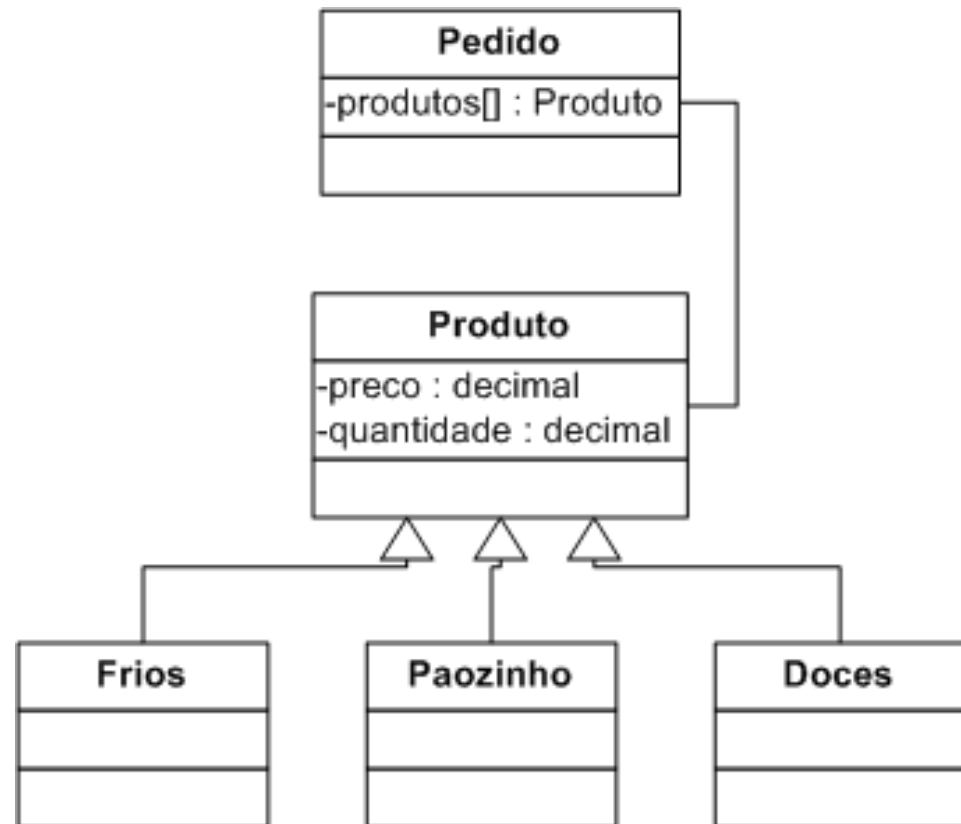 Pedido
-produtos[] : Produto
Produto
-preco : decimal
-quantidade : decimal
Frios
Paozinho
Doces